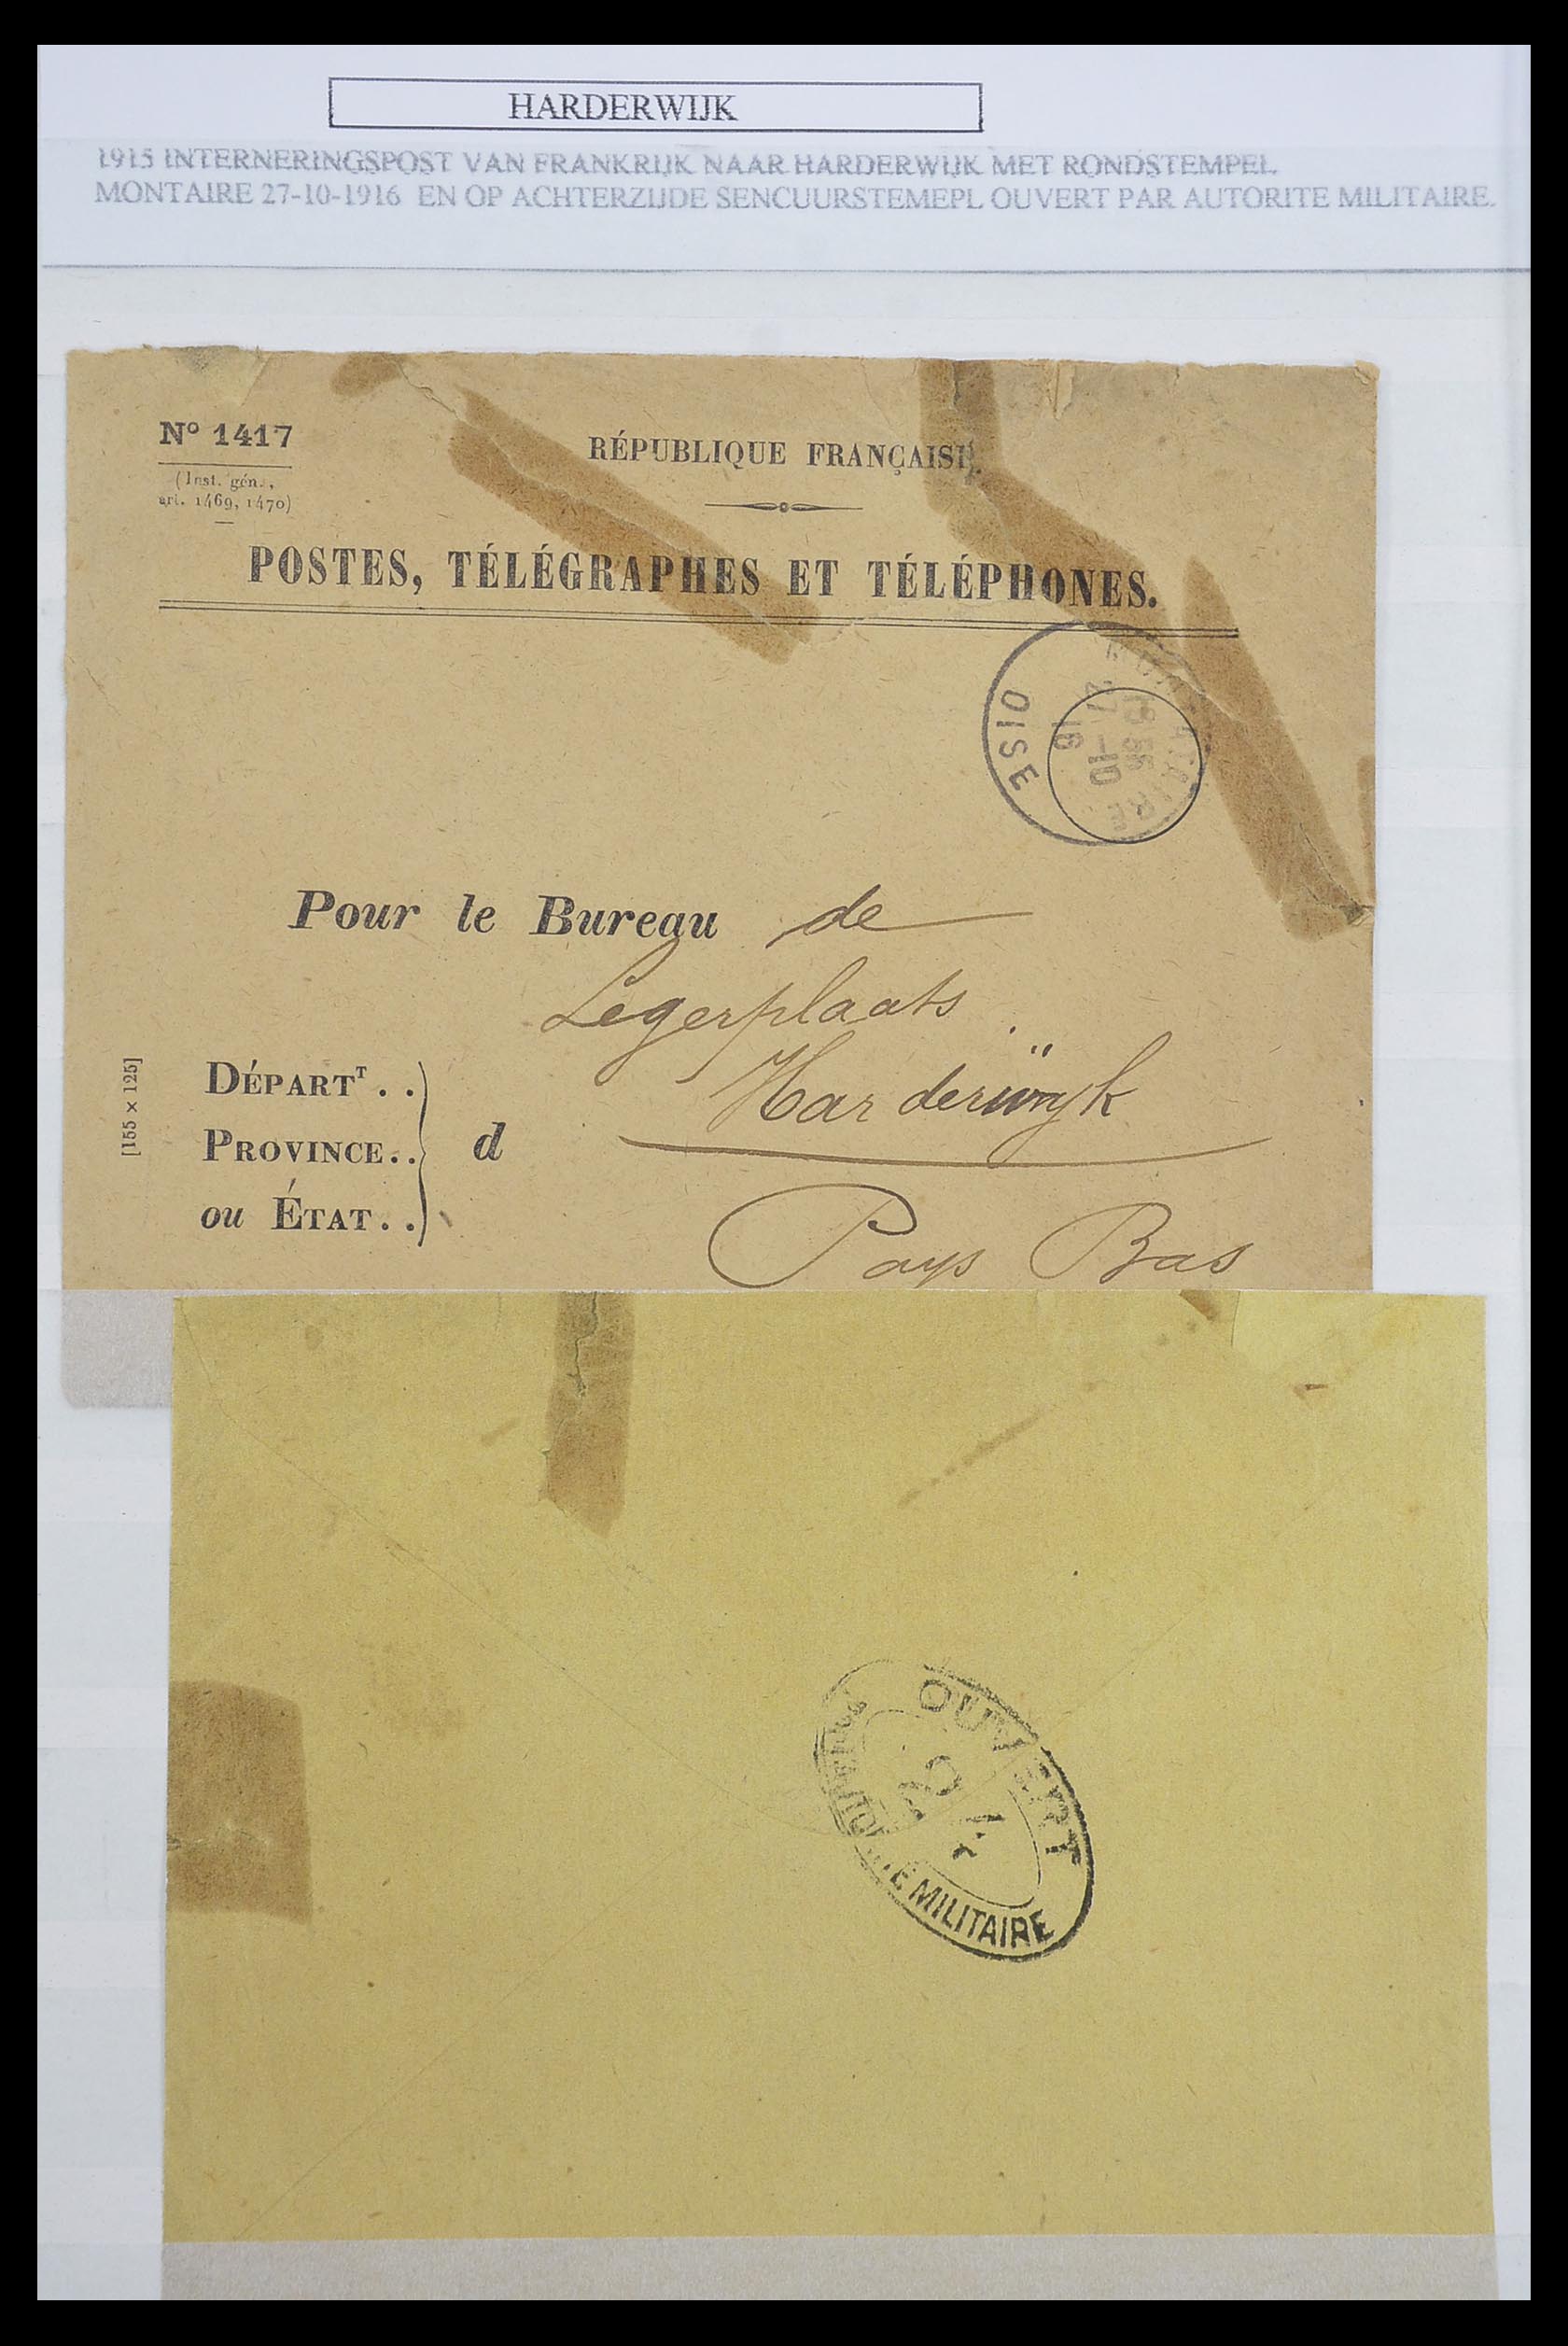 HARDERWIJK
1915 INTERNERINGSPOST VAN FRANKRIJK NAAR HARDERWIJK MET RONDSTEMPEL
MONTAIRE 27-10-1916 EN OP ACHTERZIJDE SENCUURSTEMEPL OUVERT PAR AUTORITE MILITAIRE.
Nº 1417
(Inst. gén.,
art. 1469, 1470)
RÉPUBLIQUE FRANÇAISE.
POSTES, TÉLÉGRAPHES ET TÉLÉPHONES.
27 -10
16
OISE
Pour le Bureau de
Legerplaats
Harderwÿk
[155 × 125]
DÉPARTT . .
PROVINCE . .
ou ÉTAT . .
d
Pays Bas
OUVERT
MILITAIRE